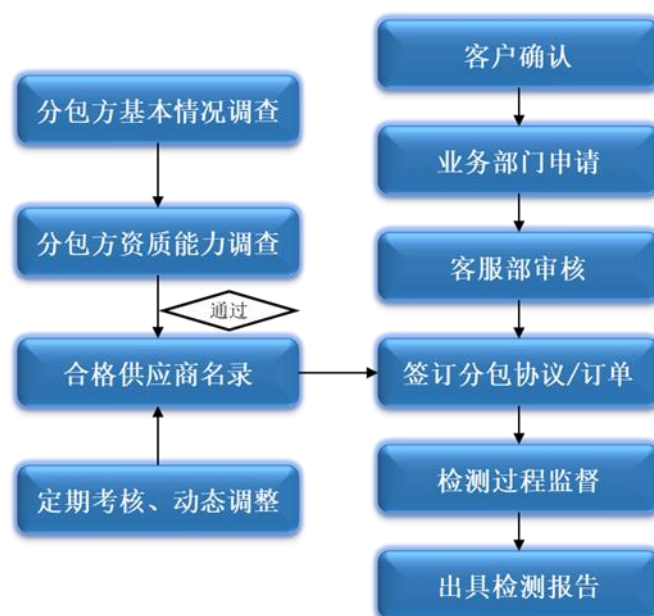 分包方基本情况调查
分包方资质能力调查
通过
合格供应商名录
定期考核、动态调整
客户确认
业务部门申请
客服部审核
签订分包协议/订单
检测过程监督
出具检测报告